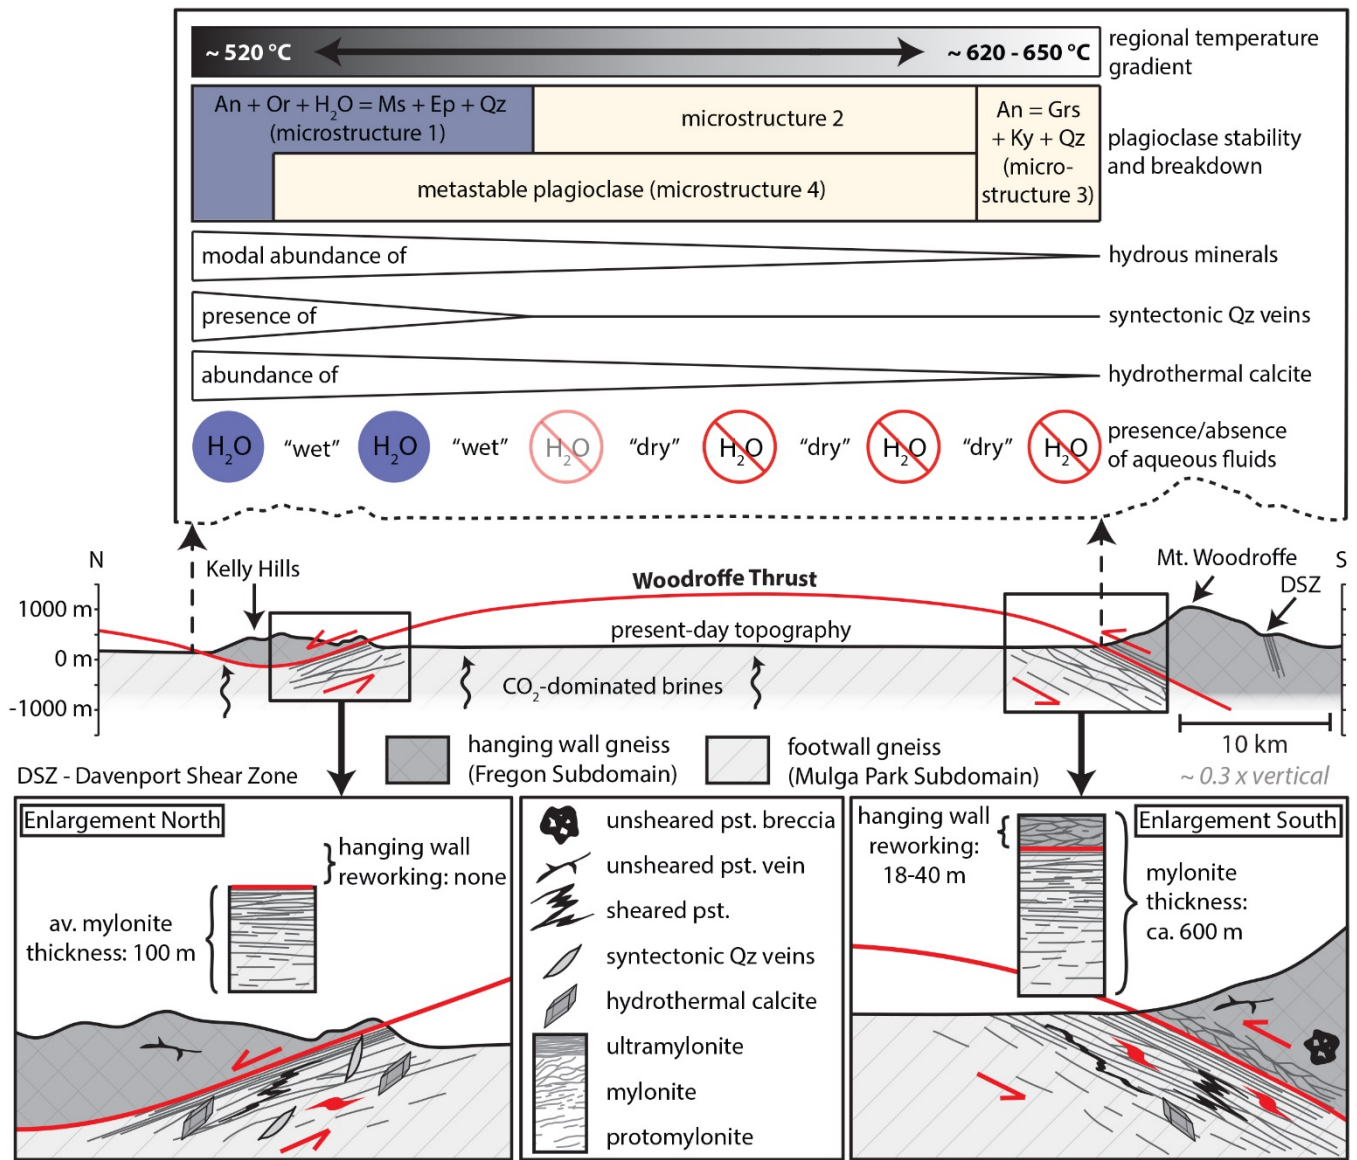 ~ 520 °C
~ 620 - 650 °C
regional temperature
gradient
An + Or + H₂O = Ms + Ep + Qz
(microstructure 1)
microstructure 2
An = Grs
+ Ky + Qz
(micro-
structure 3)
metastable plagioclase (microstructure 4)
plagioclase stability
and breakdown
modal abundance of
hydrous minerals
presence of
syntectonic Qz veins
abundance of
hydrothermal calcite
H₂O "wet" H₂O "wet" H₂O "dry" H₂O "dry" H₂O "dry" H₂O
presence/absence
of aqueous fluids
N
Kelly Hills
Woodroffe Thrust
Mt. Woodroffe
S
DSZ
1000 m
0 m
-1000 m
present-day topography
CO₂-dominated brines
10 km
~ 0.3 x vertical
DSZ - Davenport Shear Zone
hanging wall gneiss
(Fregon Subdomain)
footwall gneiss
(Mulga Park Subdomain)
Enlargement North
hanging wall
reworking: none
av. mylonite
thickness: 100 m
unsheared pst. breccia
unsheared pst. vein
sheared pst.
syntectonic Qz veins
hydrothermal calcite
ultramylonite
mylonite
protomylonite
Enlargement South
hanging wall
reworking:
18-40 m
mylonite
thickness:
ca. 600 m